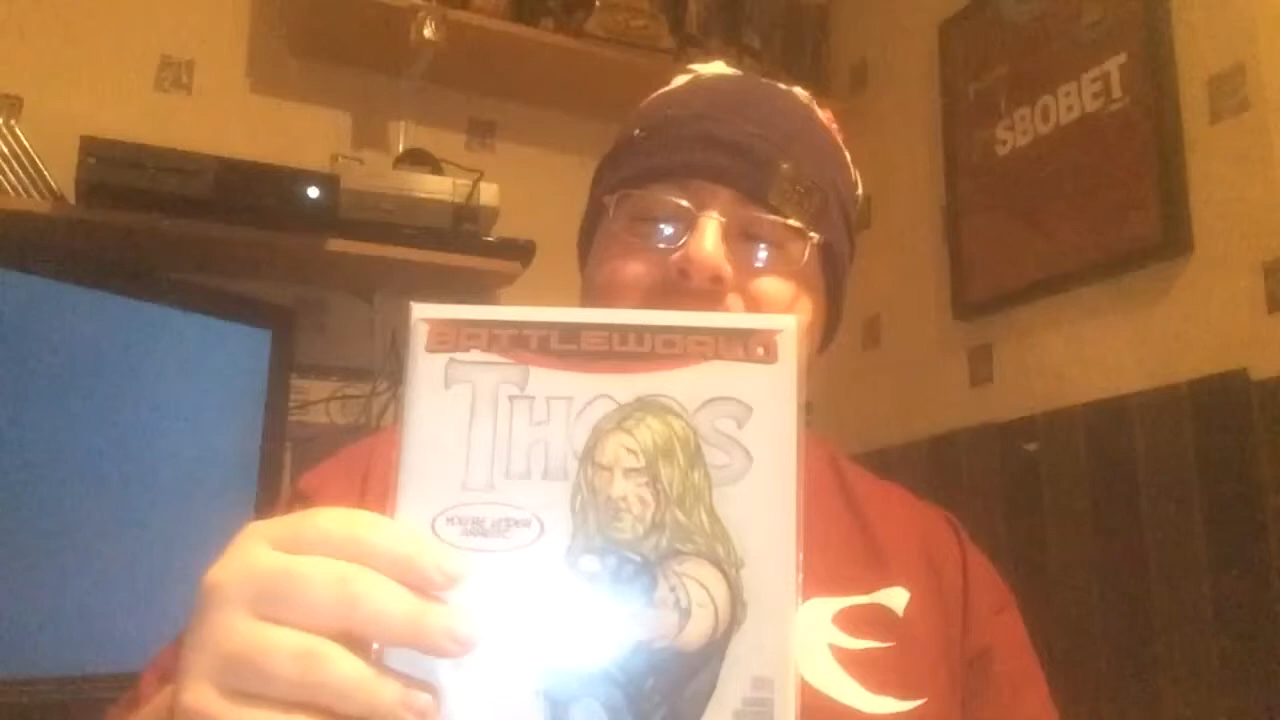 SBOBET
BATTLEWORLD
THORS
YOU'RE UNDER
ARREST.
E